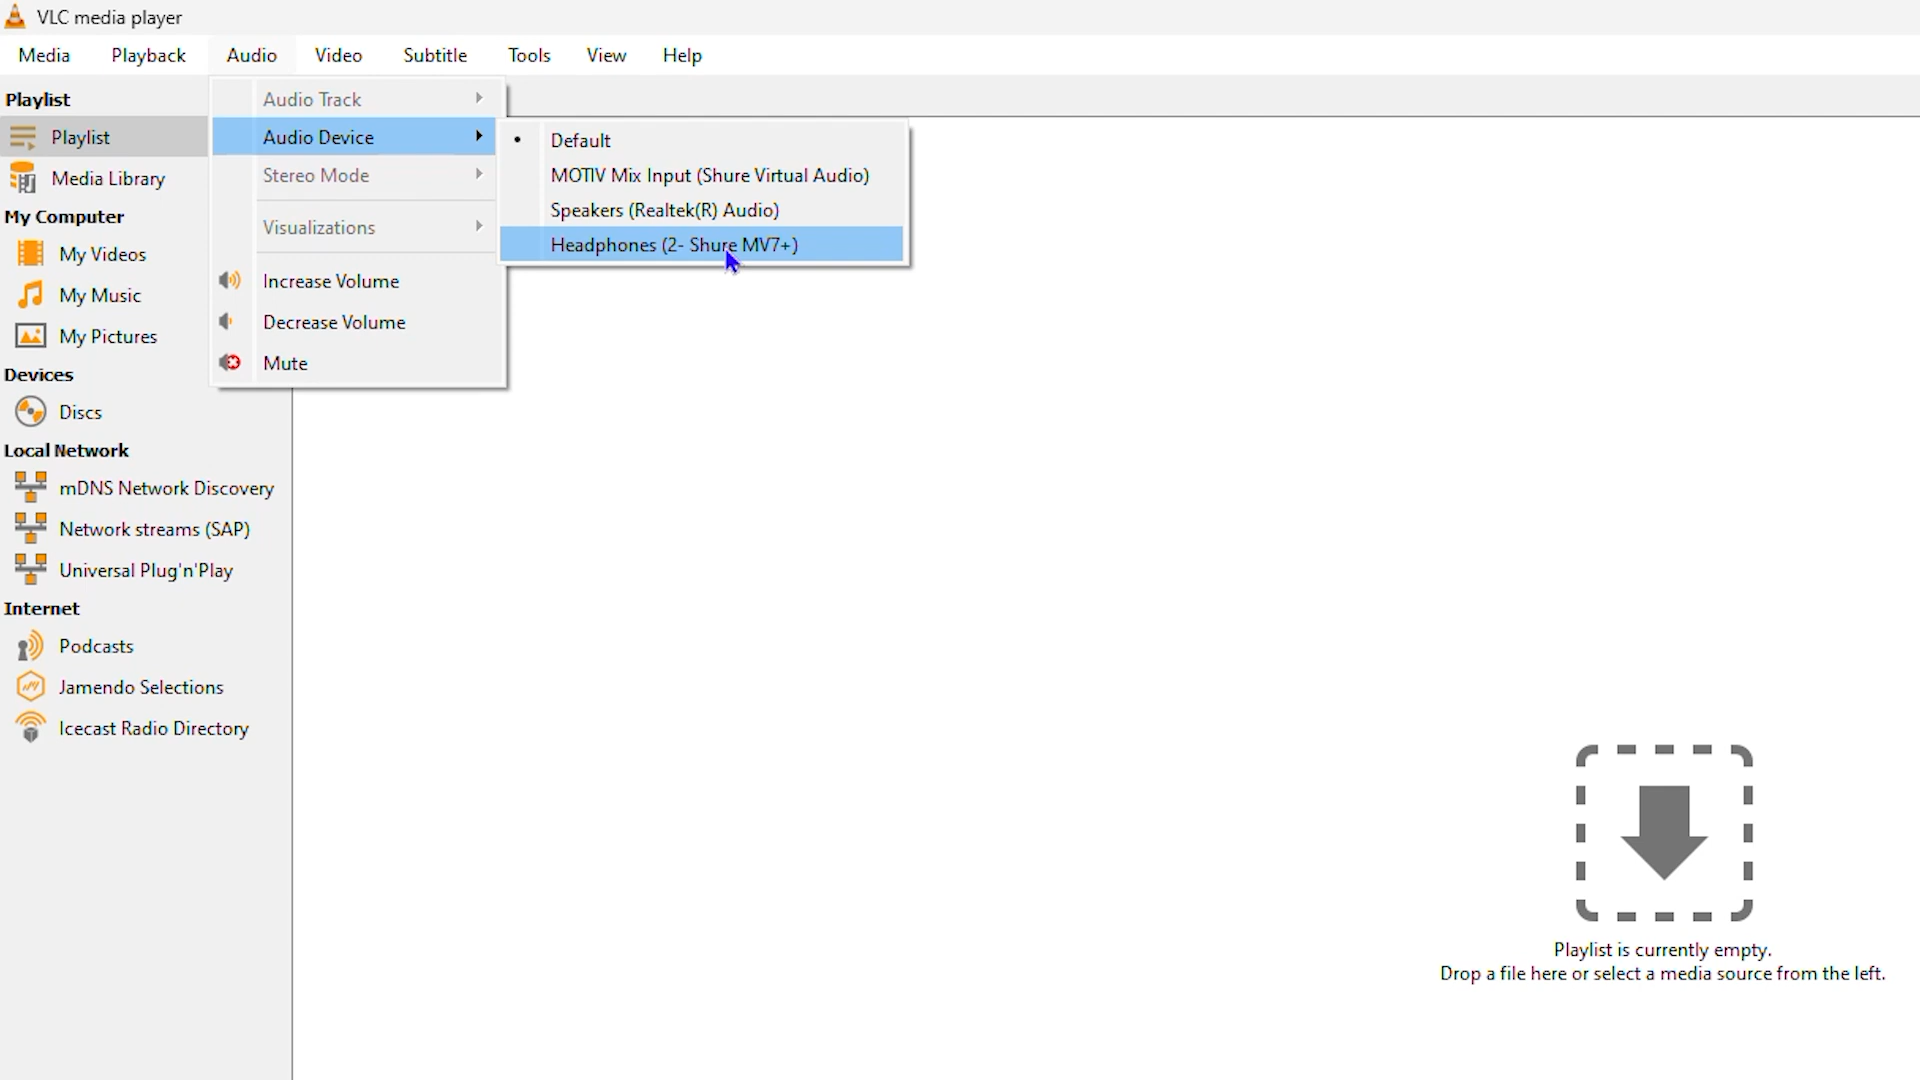 VLC media player
Media Playback Audio Video Subtitle Tools View Help
Playlist
Playlist
Media Library
My Computer
My Videos
My Music
My Pictures
Devices
Discs
Local Network
mDNS Network Discovery
Network streams (SAP)
Universal Plug'n'Play
Internet
Podcasts
Jamendo Selections
Icecast Radio Directory
Audio Track
Audio Device
Stereo Mode
Visualizations
Increase Volume
Decrease Volume
Mute
Default
MOTIV Mix Input (Shure Virtual Audio)
Speakers (Realtek(R) Audio)
Headphones (2- Shure MV7+)
Playlist is currently empty.
Drop a file here or select a media source from the left.